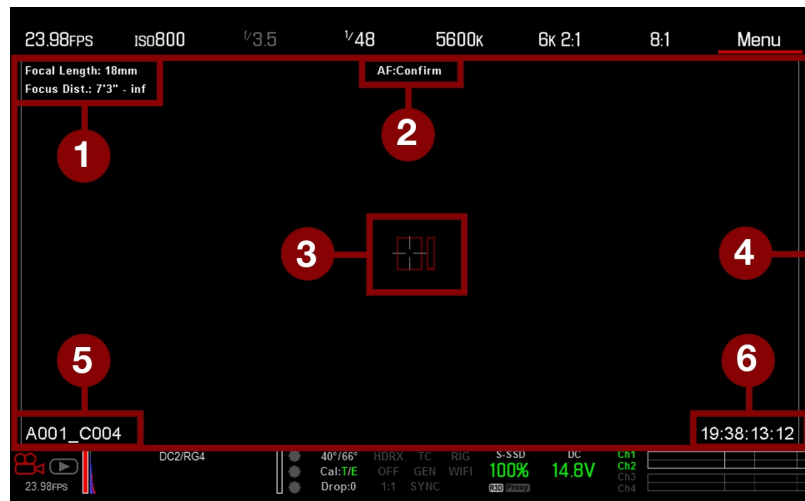 23.98FPS ISO800 f/3.5 1/48 5600K 6K 2:1 8:1 Menu
Focal Length: 18mm
Focus Dist.: 7'3" - inf
AF:Confirm
1
2
3
4
5
6
A001_C004
19:38:13:12
DC2/RG4 40°/66° HDRX TC RIG S-SSD DC Ch1
Cal:T/E OFF GEN WIFI 100% 14.8V Ch2
23.98FPS Drop:0 1:1 SYNC R3D Proxy Ch3
Ch4